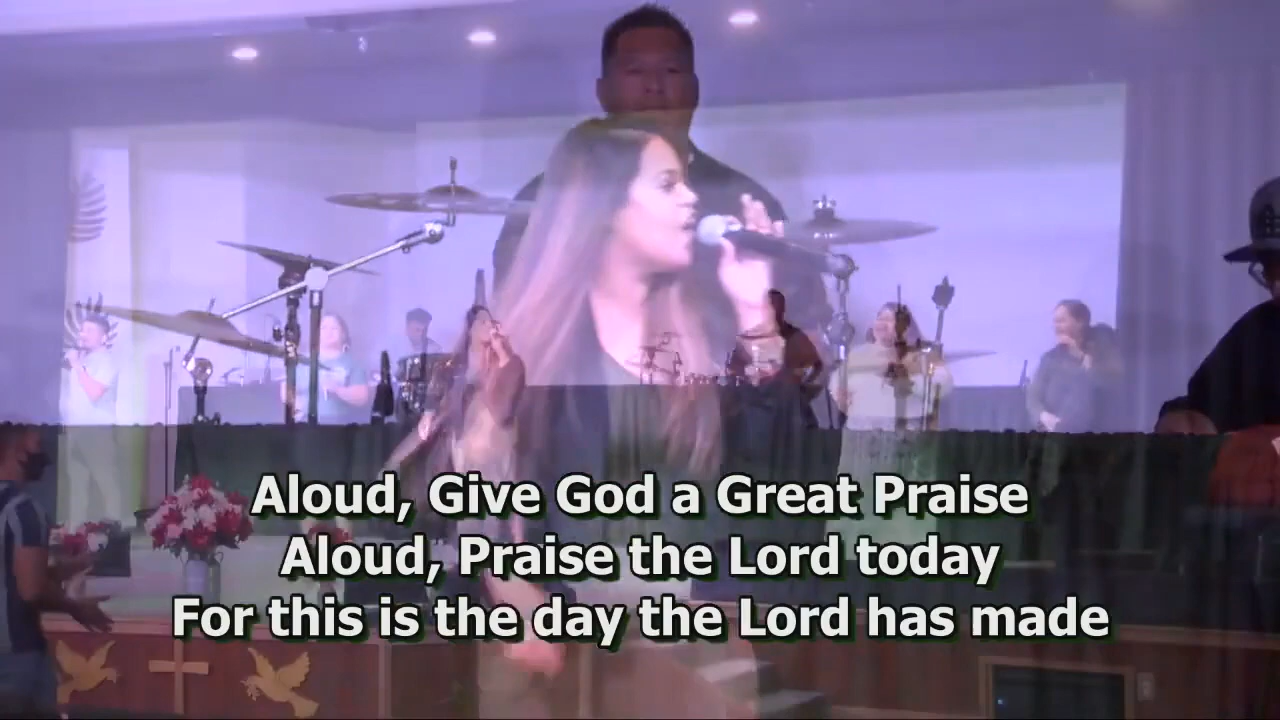 Aloud, Give God a Great Praise
Aloud, Praise the Lord today
For this is the day the Lord has made